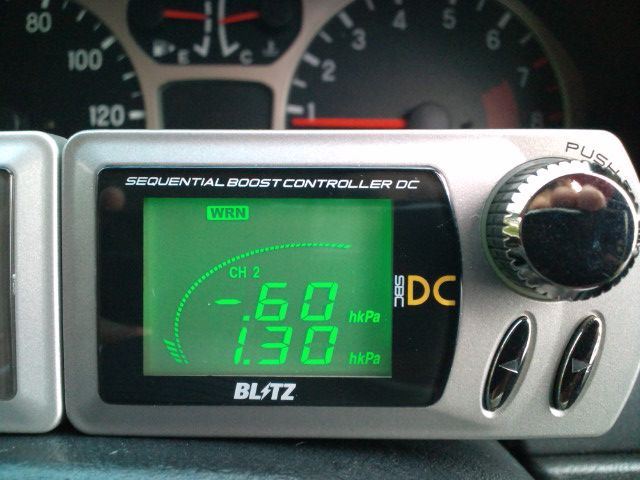 80
100
120
E
C
1
2
3
4
5
6
7
8
PUSH
SEQUENTIAL BOOST CONTROLLER DC
WRN
CH 2
-.60 hkPa
1.30 hkPa
SBC DC
BLITZ